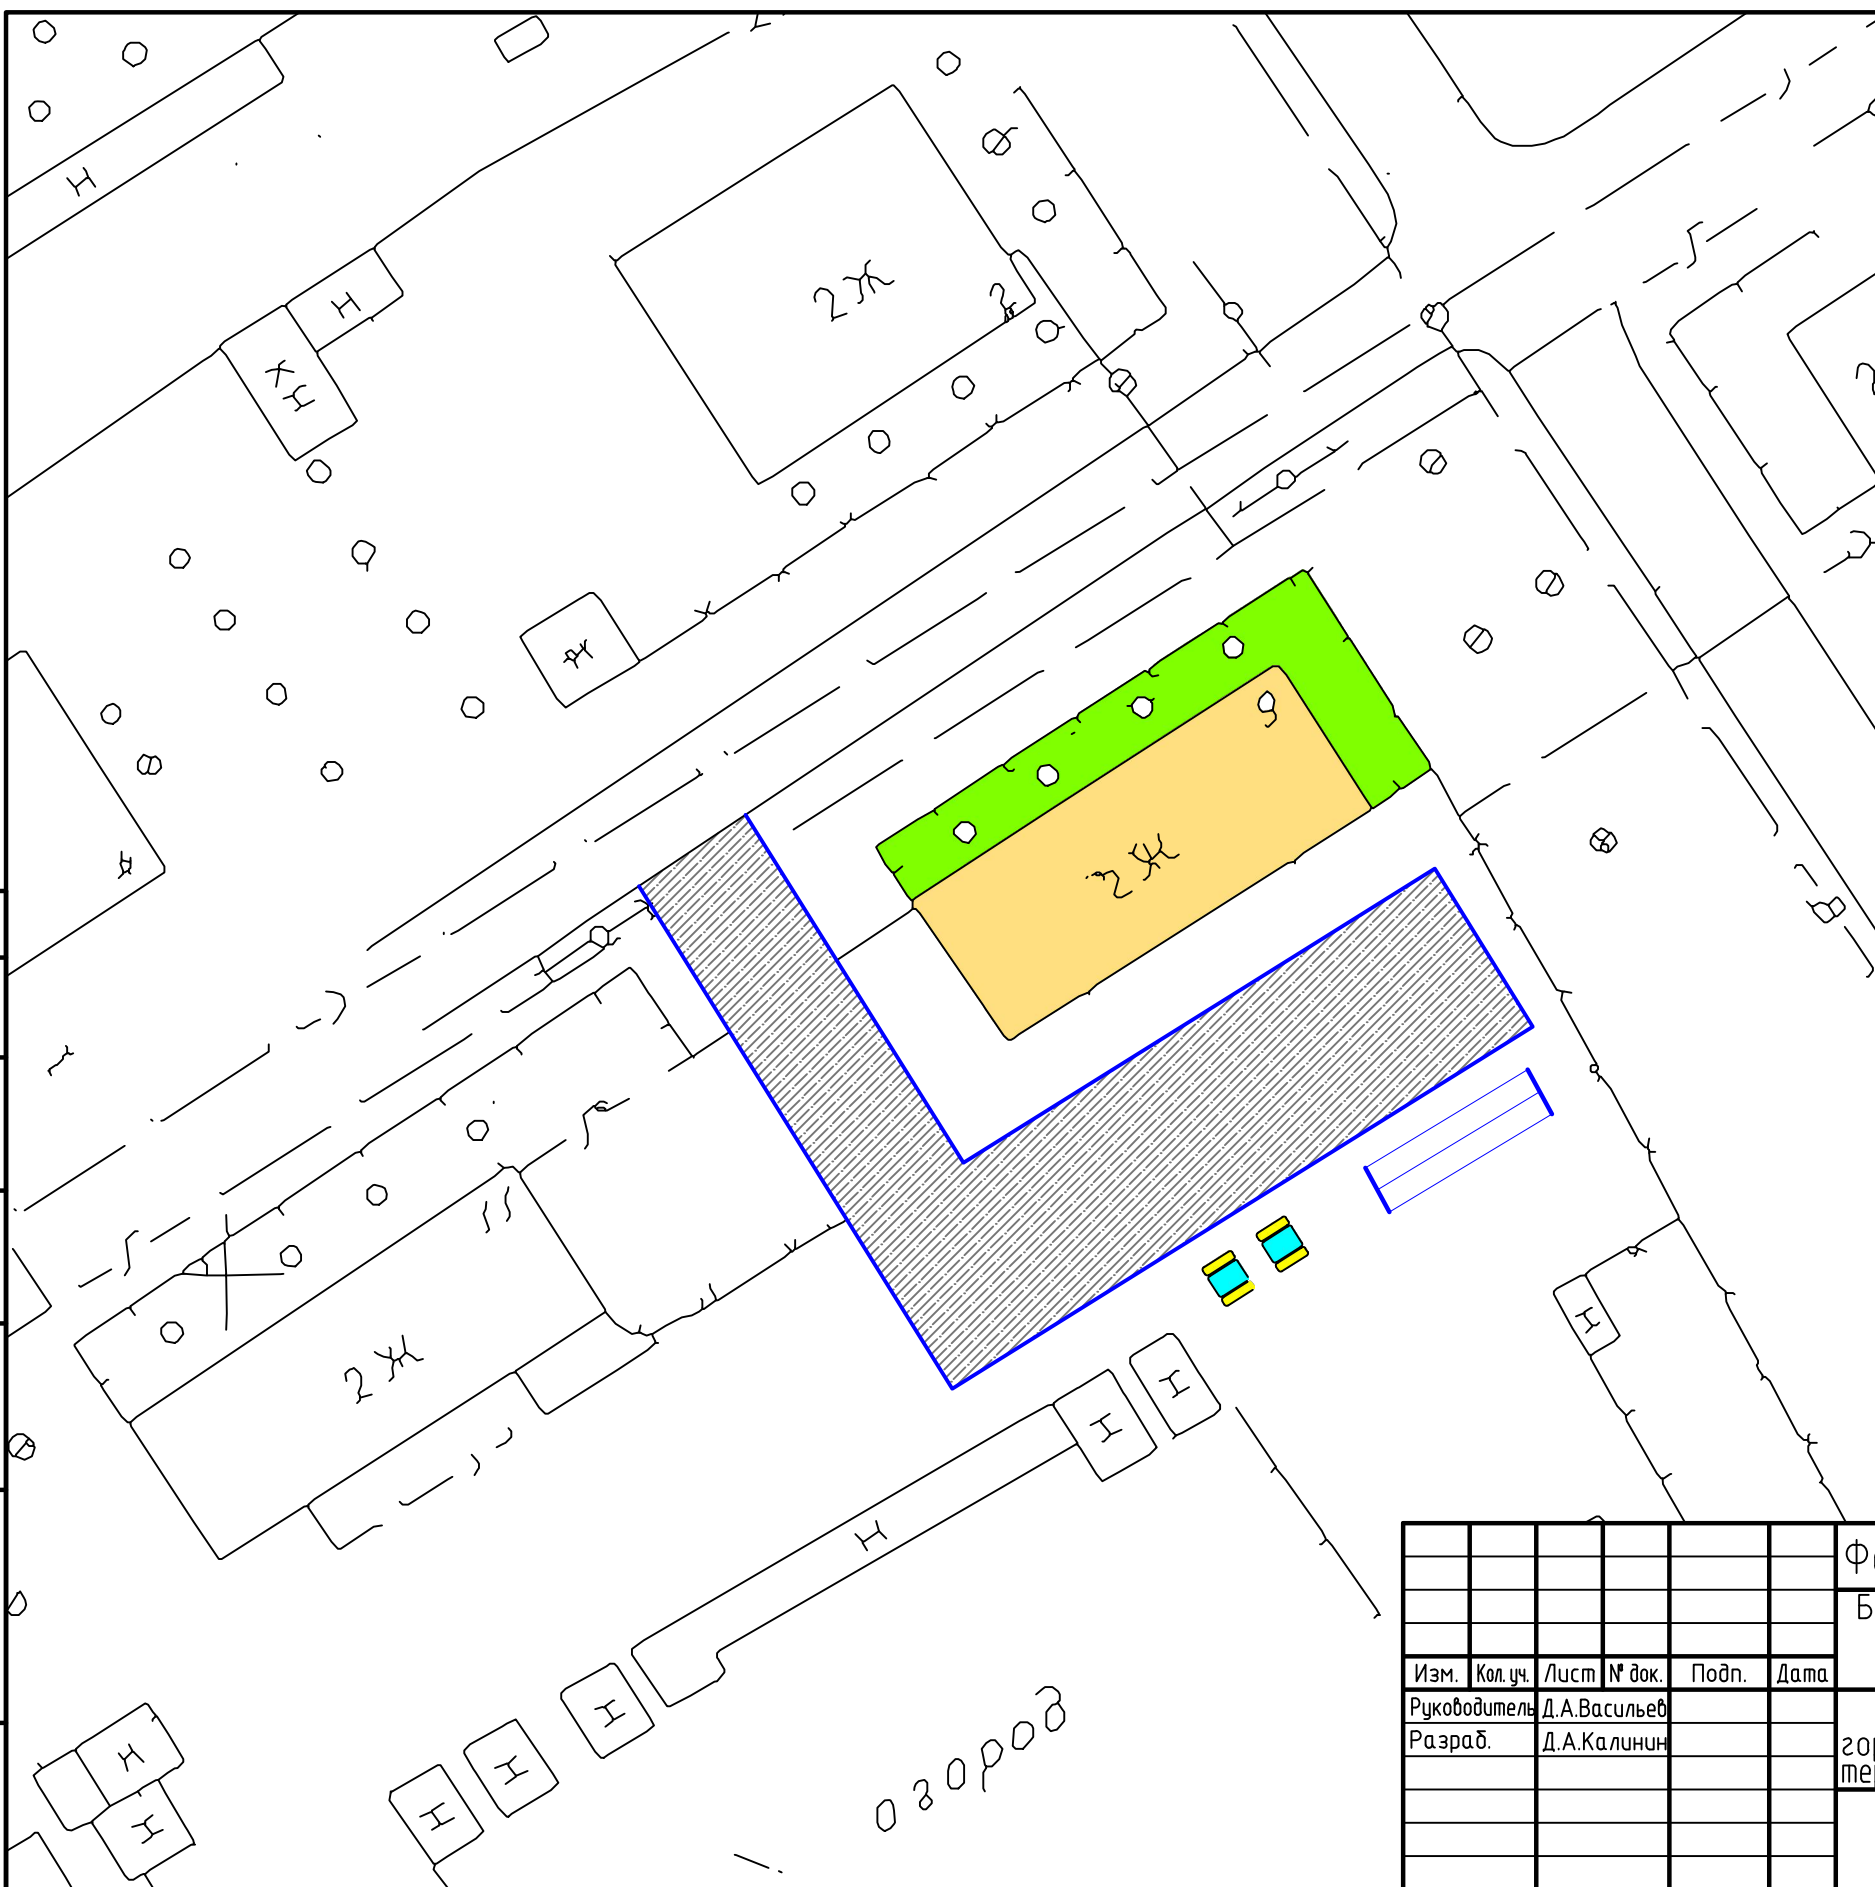 Н
2Ж
Н
КН
2Ж
2Ж
Н
Н
Н
Н
Н
Н
Н
Н
Н
Н
огород
Изм. Кол.уч. Лист № док. Подп. Дата
Руководитель Д.А.Васильев
Разраб. Д.А.Калинин